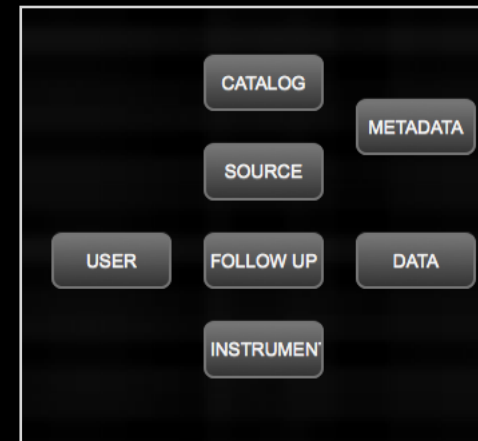 CATALOG
METADATA
SOURCE
USER
FOLLOW UP
DATA
INSTRUMEN